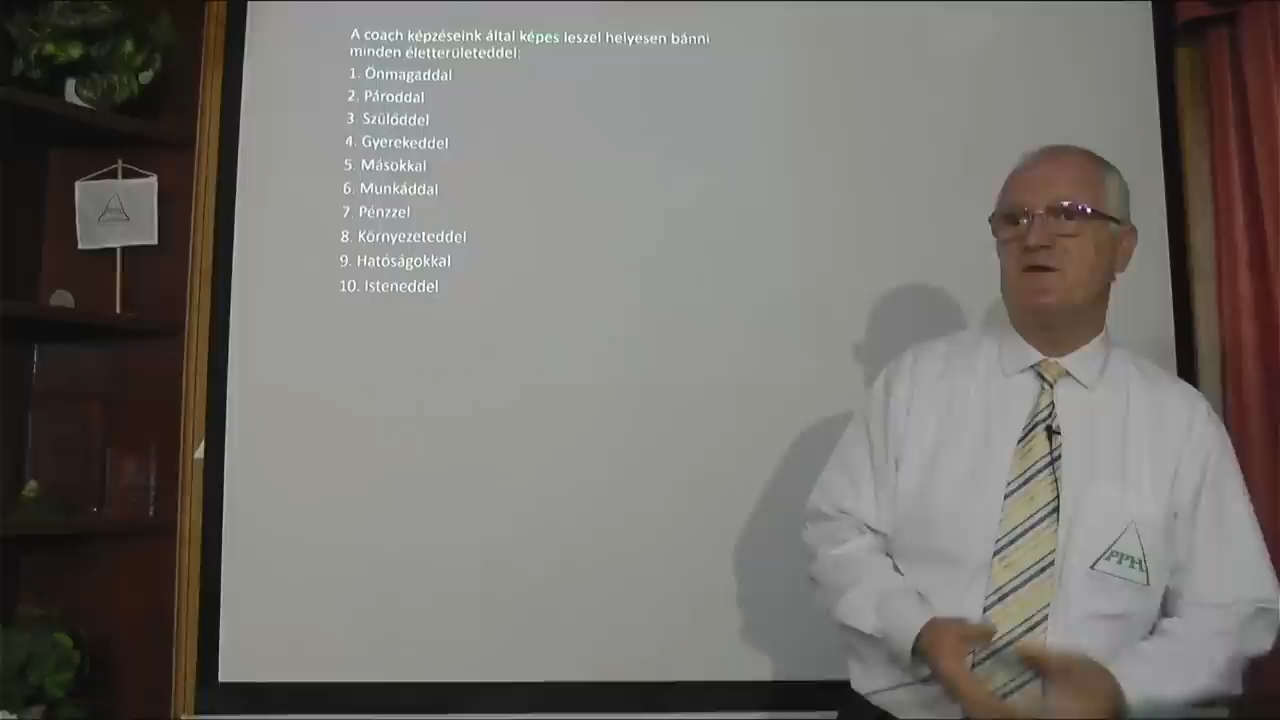 A coach képzéseink által képes leszel helyesen bánni
minden életterületeddel:
1. Önmagaddal
2. Pároddal
3. Szülőddel
4. Gyerekeddel
5. Másokkal
6. Munkáddal
7. Pénzzel
8. Környezeteddel
9. Hatóságokkal
10. Isteneddel
PPH